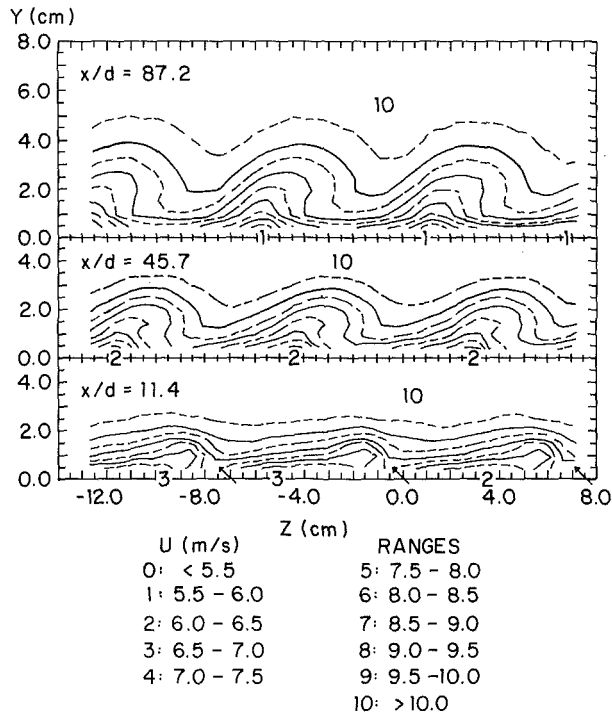 Y (cm)
8.0
x/d = 87.2
10
6.0
4.0
2.0
0.0
1 1 1
4.0
x/d = 45.7
10
2.0
0.0
2 2 2
4.0
x/d = 11.4
10
2.0
0.0
3 3 2
-12.0 -8.0 -4.0 0.0 4.0 8.0
Z (cm)
U (m/s) RANGES
0: < 5.5 5: 7.5 - 8.0
1: 5.5 - 6.0 6: 8.0 - 8.5
2: 6.0 - 6.5 7: 8.5 - 9.0
3: 6.5 - 7.0 8: 9.0 - 9.5
4: 7.0 - 7.5 9: 9.5 -10.0
10: >10.0